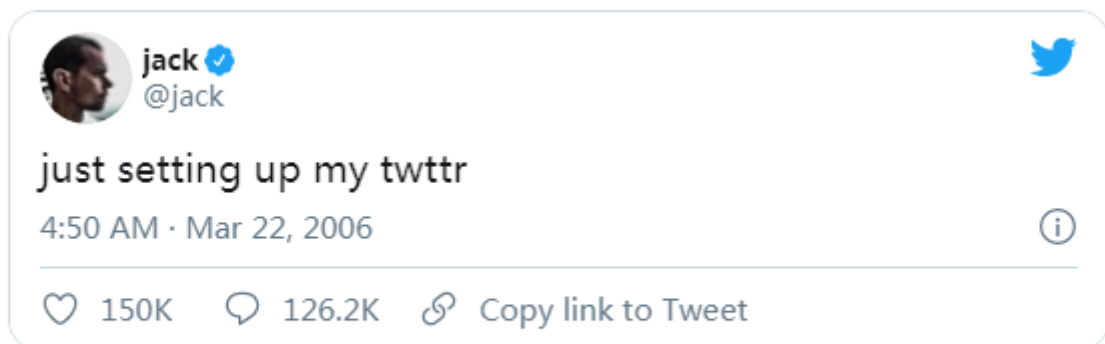 jack
@jack
just setting up my twttr
4:50 AM · Mar 22, 2006
150K 126.2K Copy link to Tweet